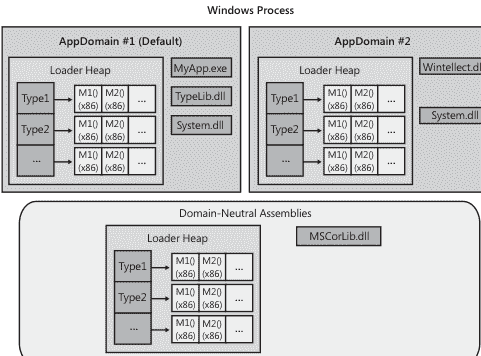 Windows Process
AppDomain #1 (Default)
Loader Heap
Type1
M1() (x86)
M2() (x86)
...
Type2
M1() (x86)
M2() (x86)
...
...
M1() (x86)
M2() (x86)
...
MyApp.exe
TypeLib.dll
System.dll
AppDomain #2
Loader Heap
Type1
M1() (x86)
M2() (x86)
...
Type2
M1() (x86)
M2() (x86)
...
...
M1() (x86)
M2() (x86)
...
Wintellect.dl
System.dll
Domain-Neutral Assemblies
Loader Heap
Type1
M1() (x86)
M2() (x86)
...
Type2
M1() (x86)
M2() (x86)
...
...
M1() (x86)
M2() (x86)
...
MSCorLib.dll